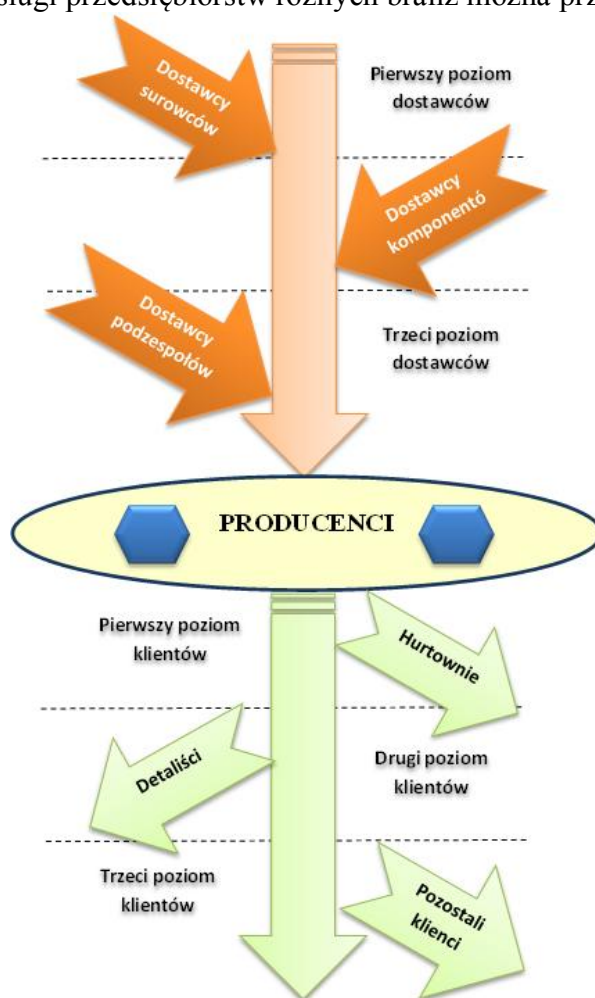 sługi przedsiębiorstw różnych branż można prz
Dostawcy
surowców
Pierwszy poziom
dostawców
Dostawcy
komponentó
Dostawcy
podzespołów
Trzeci poziom
dostawców
PRODUCENCI
Pierwszy poziom
klientów
Hurtownie
Detaliści
Drugi poziom
klientów
Trzeci poziom
klientów
Pozostali
klienci